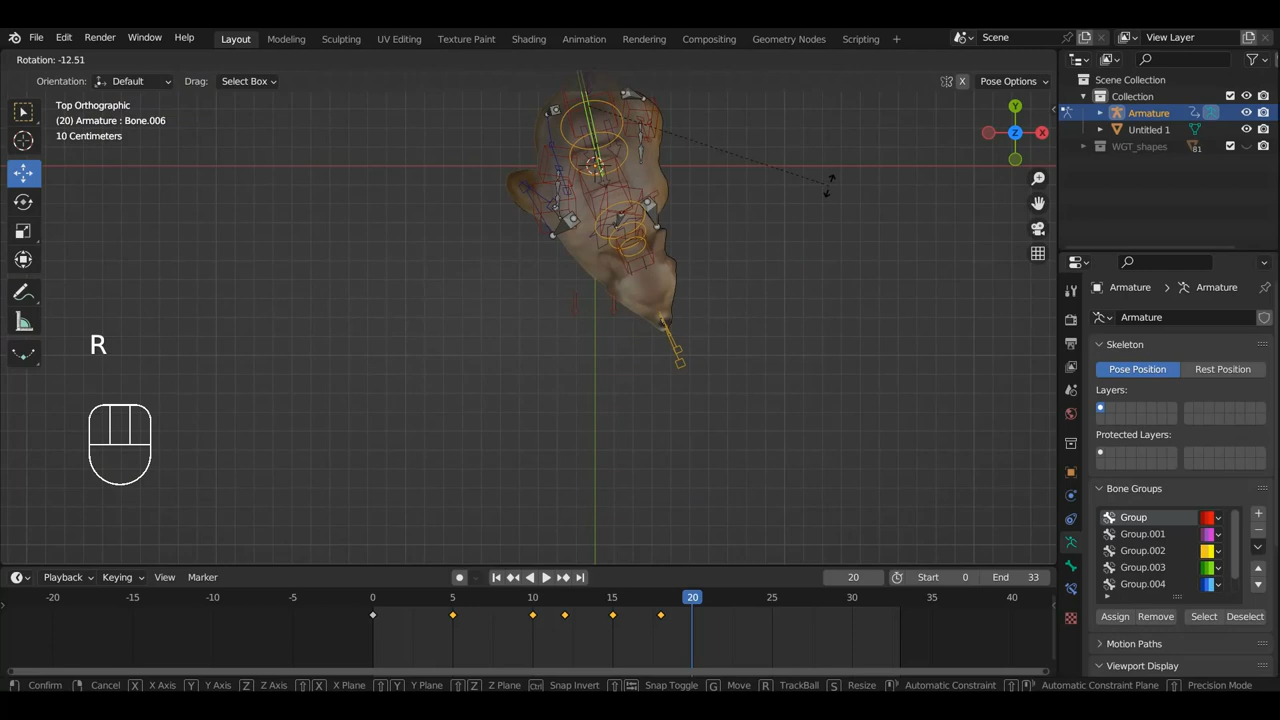 File Edit Render Window Help Layout Modeling Sculpting UV Editing Texture Paint Shading Animation Rendering Compositing Geometry Nodes Scripting + Scene View Layer
Rotation: -12.51
Orientation: Default Drag: Select Box X Pose Options
Top Orthographic
(20) Armature : Bone.006
10 Centimeters
Y
Z
X
R
Scene Collection
Collection
Armature
Untitled 1
WGT_shapes 81
Armature Armature
Armature
Skeleton
Pose Position Rest Position
Layers:
Protected Layers:
Bone Groups
Group
Group.001
Group.002
Group.003
Group.004
Assign Remove Select Deselect
Motion Paths
Viewport Display
Playback Keying View Marker 20 Start 0 End 33
-20 -15 -10 -5 0 5 10 15 20 25 30 35 40
Confirm Cancel X X Axis Y Y Axis Z Z Axis X X Plane Y Y Plane Z Z Plane Ctrl Snap Invert Snap Toggle G Move R TrackBall S Resize Automatic Constraint Automatic Constraint Plane Precision Mode